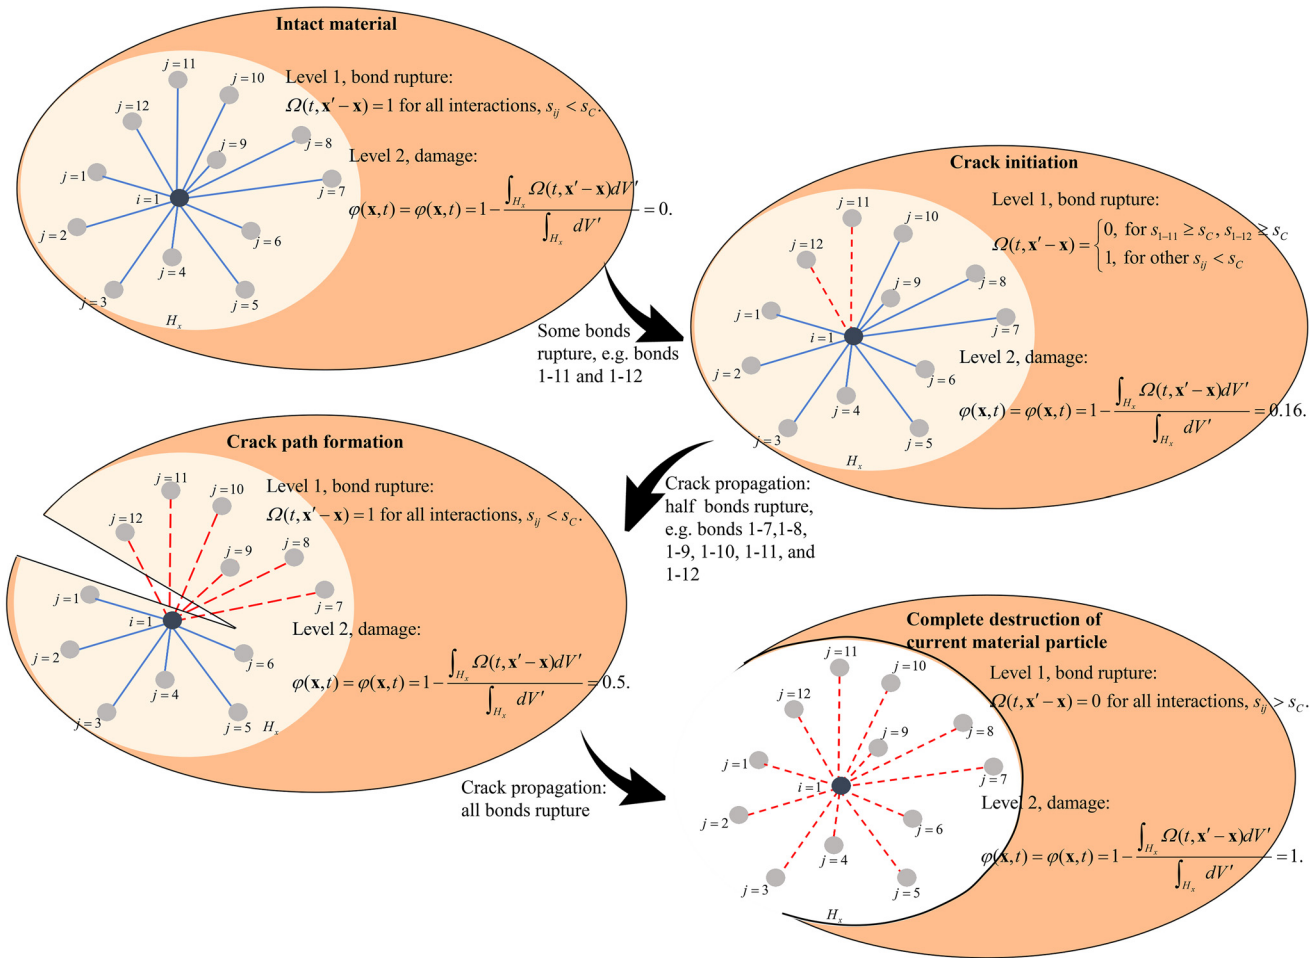 Intact material
j = 11
j = 10
Level 1, bond rupture:
Ω(t, x′ − x) = 1 for all interactions, s_ij < s_C.
j = 12
j = 9
j = 8
Level 2, damage:
j = 1
j = 7
i = 1
φ(x,t) = φ(x,t) = 1 − ∫_{H_x} Ω(t, x′ − x)dV′ / ∫_{H_x} dV′ = 0.
j = 2
j = 6
j = 4
j = 3
j = 5
H_x
Some bonds
rupture, e.g. bonds
1-11 and 1-12
Crack initiation
Level 1, bond rupture:
j = 11
j = 10
Ω(t, x′ − x) = { 0, for s_{1–11} ≥ s_C, s_{1–12} ≥ s_C
1, for other s_ij < s_C
j = 12
j = 9
j = 8
j = 1
j = 7
i = 1
Level 2, damage:
j = 2
j = 6
j = 4
φ(x,t) = φ(x,t) = 1 − ∫_{H_x} Ω(t, x′ − x)dV′ / ∫_{H_x} dV′ = 0.16.
j = 3
j = 5
H_x
Crack propagation:
half bonds rupture,
e.g. bonds 1-7,1-8,
1-9, 1-10, 1-11, and
1-12
Crack path formation
j = 11
j = 10
Level 1, bond rupture:
Ω(t, x′ − x) = 1 for all interactions, s_ij < s_C.
j = 12
j = 9
j = 8
j = 1
j = 7
i = 1
Level 2, damage:
j = 2
j = 6
j = 4
φ(x,t) = φ(x,t) = 1 − ∫_{H_x} Ω(t, x′ − x)dV′ / ∫_{H_x} dV′ = 0.5.
j = 3
j = 5
H_x
Crack propagation:
all bonds rupture
Complete destruction of
current material particle
j = 11
j = 10
Level 1, bond rupture:
Ω(t, x′ − x) = 0 for all interactions, s_ij > s_C.
j = 12
j = 9
j = 8
j = 1
j = 7
i = 1
Level 2, damage:
j = 2
j = 6
j = 4
φ(x,t) = φ(x,t) = 1 − ∫_{H_x} Ω(t, x′ − x)dV′ / ∫_{H_x} dV′ = 1.
j = 3
j = 5
H_x